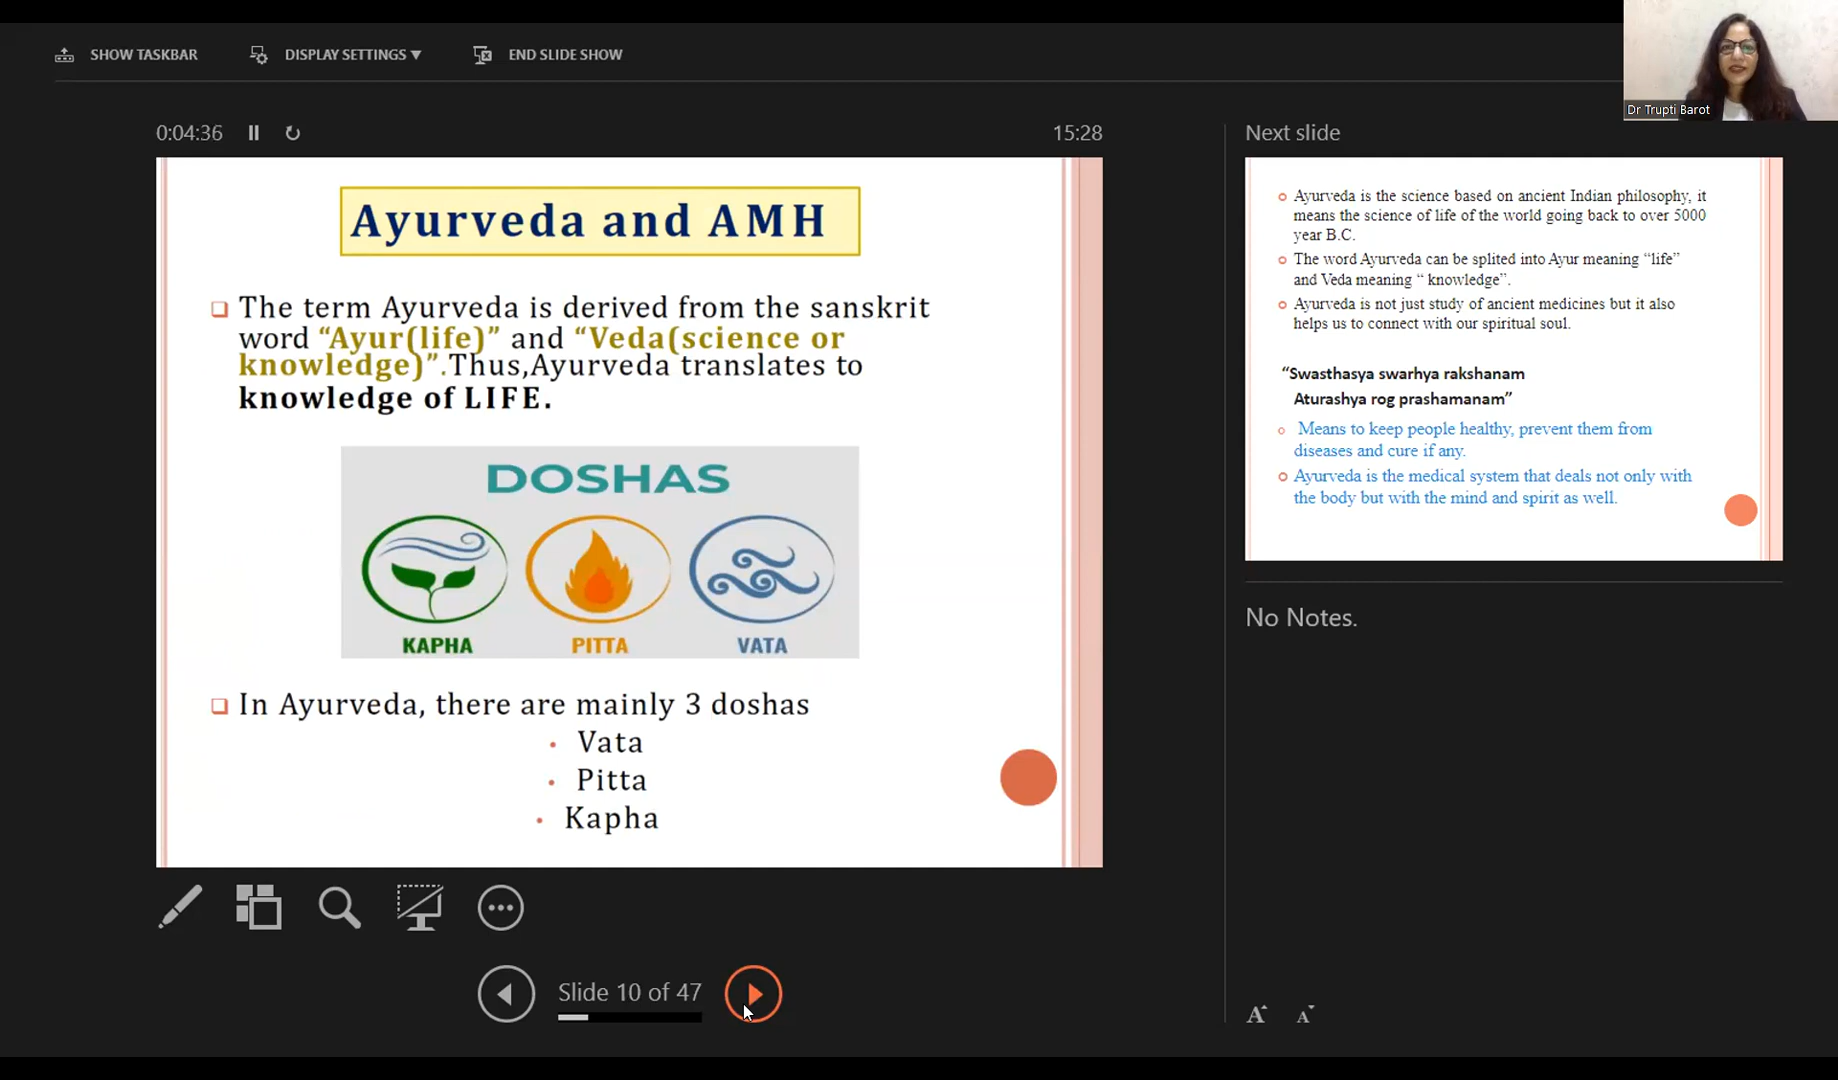 SHOW TASKBAR
DISPLAY SETTINGS ▼
END SLIDE SHOW
Dr Trupti Barot
0:04:36
15:28
Ayurveda and AMH
The term Ayurveda is derived from the sanskrit
word “Ayur(life)” and “Veda(science or
knowledge)”.Thus,Ayurveda translates to
knowledge of LIFE.
DOSHAS
KAPHA
PITTA
VATA
In Ayurveda, there are mainly 3 doshas
• Vata
• Pitta
• Kapha
Slide 10 of 47
Next slide
Ayurveda is the science based on ancient Indian philosophy, it
means the science of life of the world going back to over 5000
year B.C.
The word Ayurveda can be splited into Ayur meaning “life”
and Veda meaning “ knowledge”.
Ayurveda is not just study of ancient medicines but it also
helps us to connect with our spiritual soul.
“Swasthasya swarhya rakshanam
Aturashya rog prashamanam”
Means to keep people healthy, prevent them from
diseases and cure if any.
Ayurveda is the medical system that deals not only with
the body but with the mind and spirit as well.
No Notes.
A A